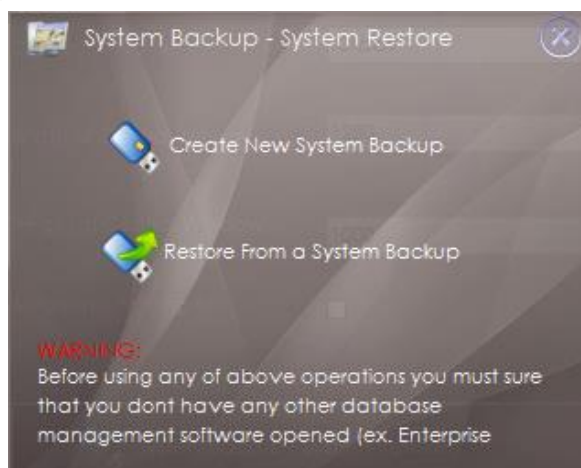 System Backup - System Restore
Create New System Backup
Restore From a System Backup
WARNING:
Before using any of above operations you must sure
that you dont have any other database
management software opened (ex. Enterprise